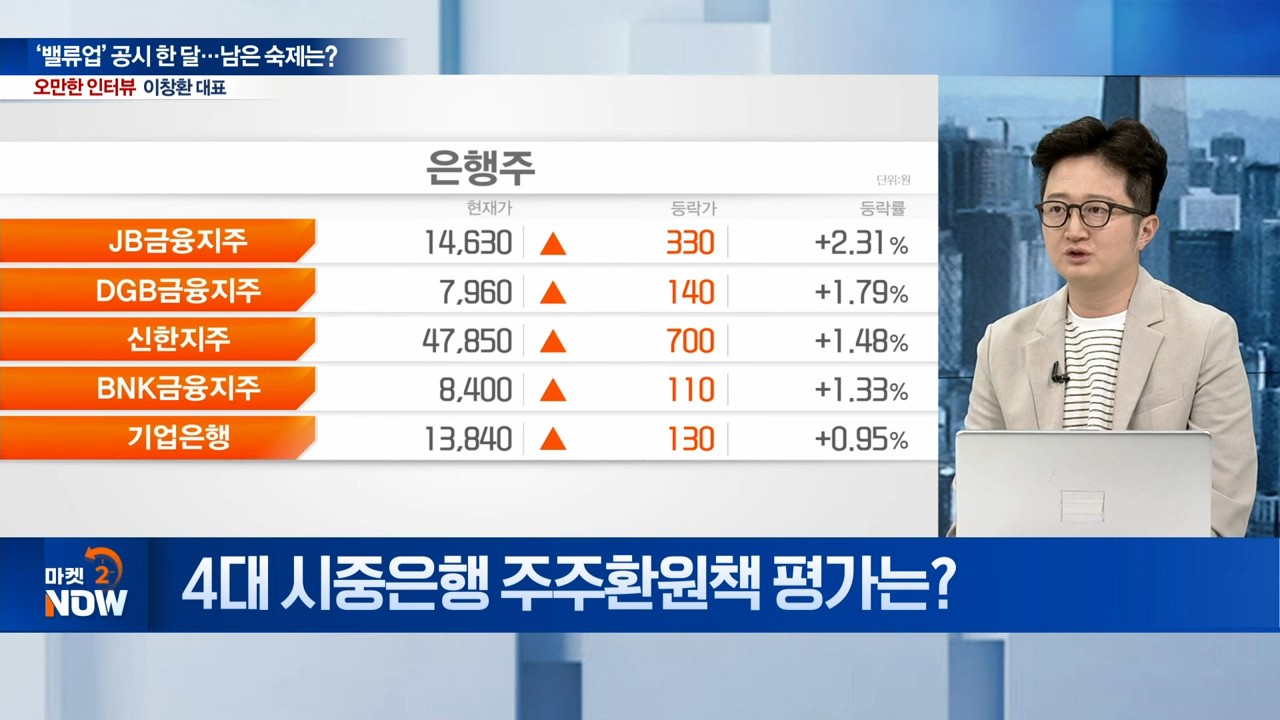 ‘밸류업’ 공시 한 달…남은 숙제는?
오만한 인터뷰 이창환 대표
은행주
단위:원
현재가 등락가 등락률
JB금융지주 14,630 ▲ 330 +2.31%
DGB금융지주 7,960 ▲ 140 +1.79%
신한지주 47,850 ▲ 700 +1.48%
BNK금융지주 8,400 ▲ 110 +1.33%
기업은행 13,840 ▲ 130 +0.95%
마켓 2
NOW
4대 시중은행 주주환원책 평가는?